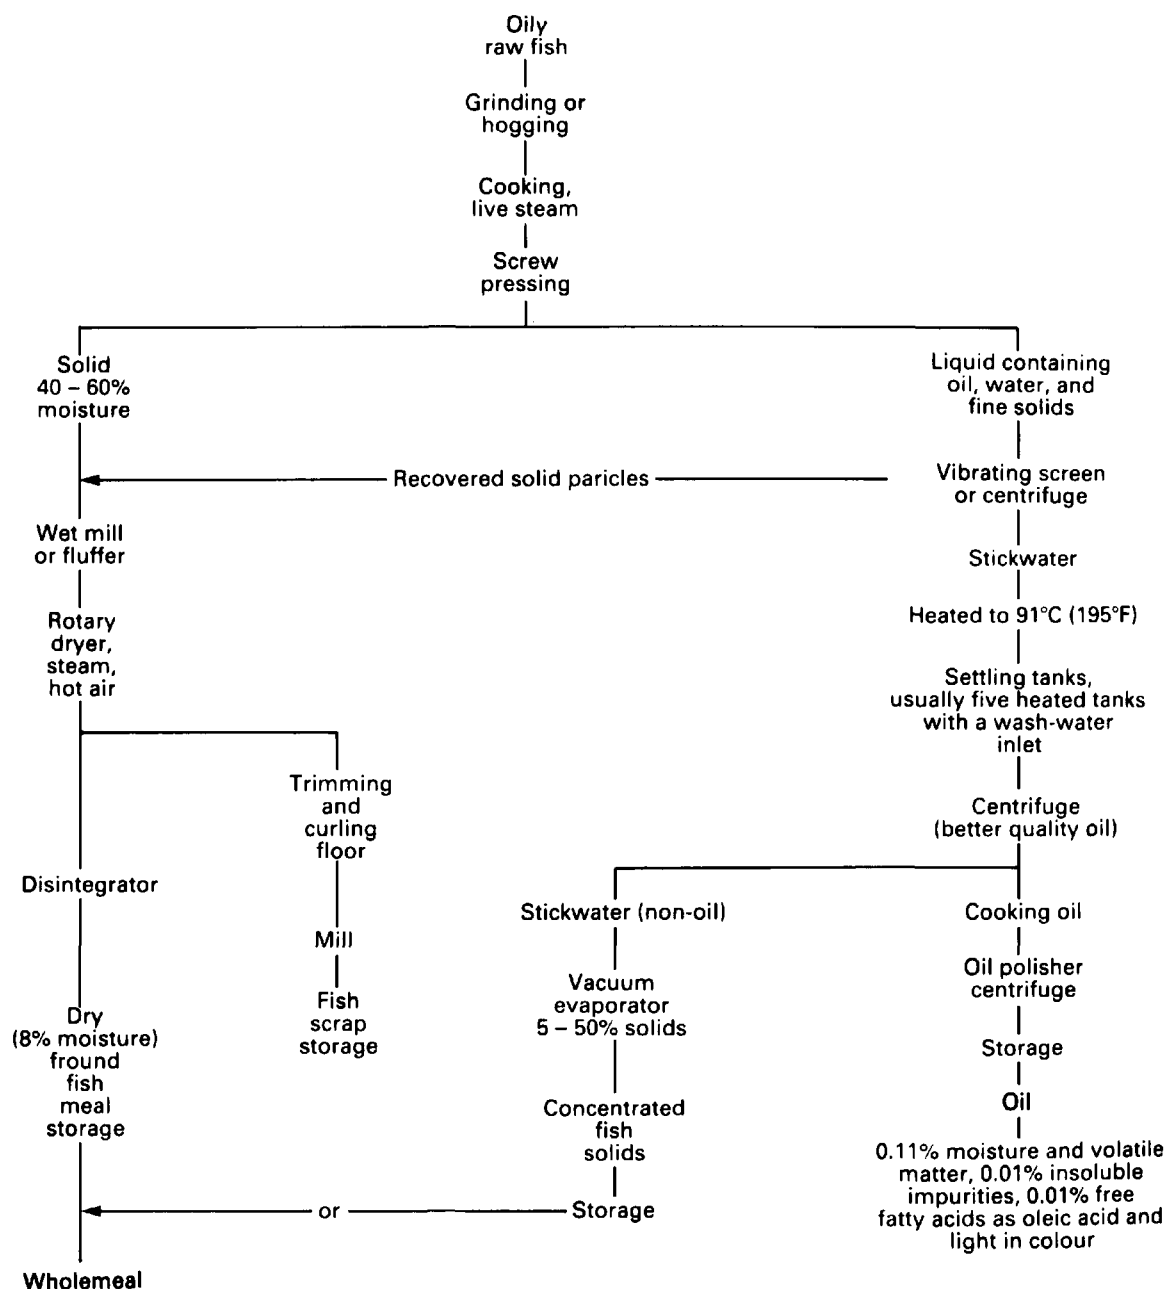 Oily
raw fish
Grinding or
hogging
Cooking,
live steam
Screw
pressing
Solid
40 – 60%
moisture
Liquid containing
oil, water, and
fine solids
Recovered solid paricles
Vibrating screen
or centrifuge
Wet mill
or fluffer
Stickwater
Heated to 91°C (195°F)
Rotary
dryer,
steam,
hot air
Settling tanks,
usually five heated tanks
with a wash-water
inlet
Trimming
and
curling
floor
Centrifuge
(better quality oil)
Disintegrator
Mill
Fish
scrap
storage
Stickwater (non-oil)
Cooking oil
Vacuum
evaporator
5 – 50% solids
Oil polisher
centrifuge
Dry
(8% moisture)
fround
fish
meal
storage
Storage
Concentrated
fish
solids
Oil
0.11% moisture and volatile
matter, 0.01% insoluble
impurities, 0.01% free
fatty acids as oleic acid and
light in colour
or
Storage
Wholemeal